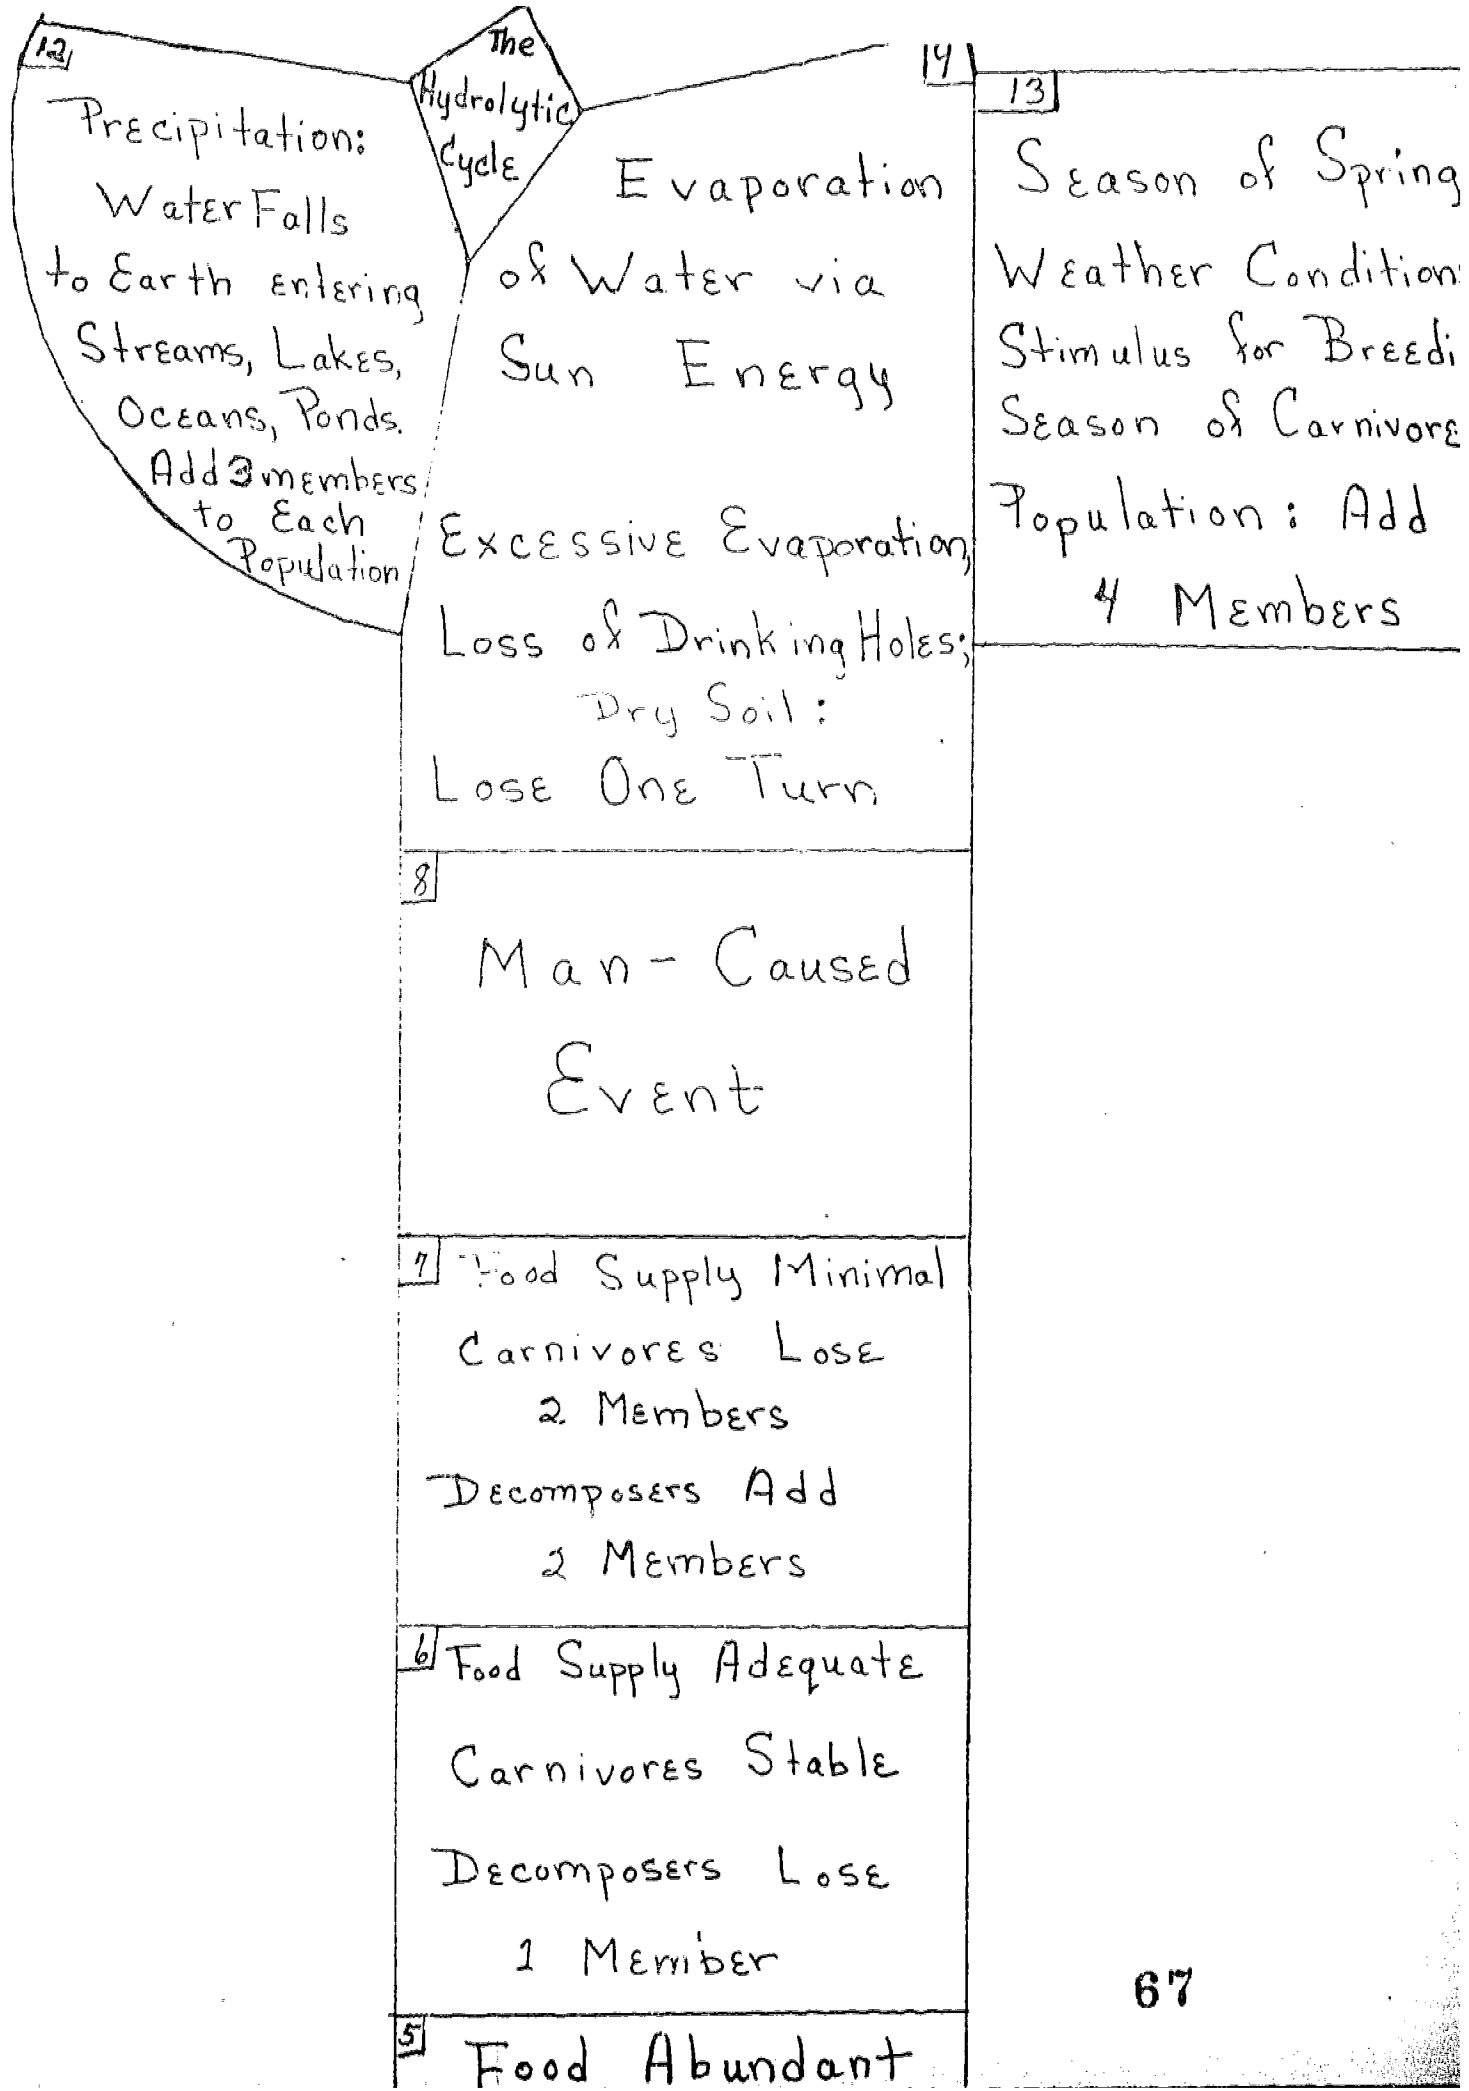 12
Precipitation:
Water Falls
to Earth entering
Streams, Lakes,
Oceans, Ponds.
Add 3 members
to Each
Population
The
Hydrolytic
Cycle
14
Evaporation
of Water via
Sun Energy
Excessive Evaporation,
Loss of Drinking Holes;
Dry Soil:
Lose One Turn
13
Season of Spring
Weather Condition
Stimulus for Breedi
Season of Carnivore
Population: Add
4 Members
8
Man-Caused
Event
7
Food Supply Minimal
Carnivores Lose
2 Members
Decomposers Add
2 Members
6
Food Supply Adequate
Carnivores Stable
Decomposers Lose
1 Member
5
Food Abundant
67